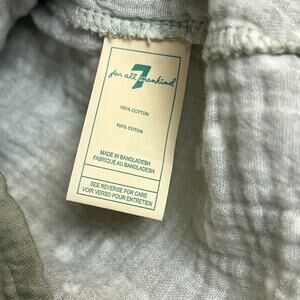 7
for all mankind
100% COTTON
100% COTON
MADE IN BANGLADESH
FABRIQUÉ AU BANGLADESH
SEE REVERSE FOR CARE
VOIR VERSO POUR ENTRETIEN